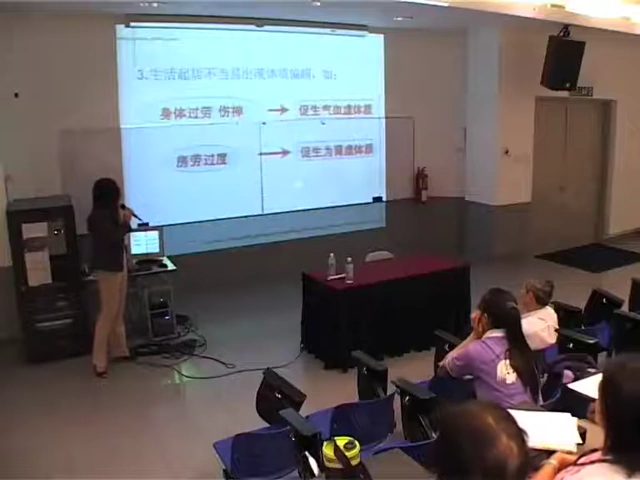 3.生活起居不当易出现体质偏颇，如：
身体过劳 伤神 → 促生气血虚体质
房劳过度 → 促生为肾虚体质